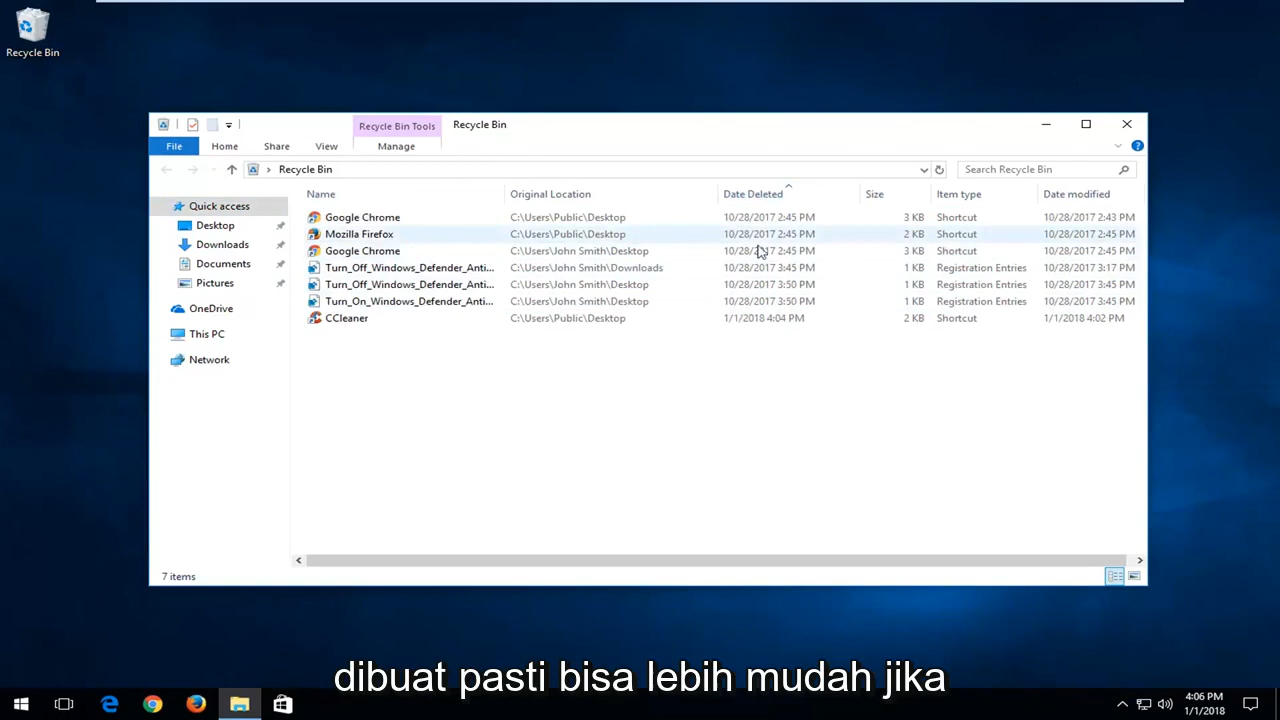 Recycle Bin
Recycle Bin Tools
Recycle Bin
File Home Share View Manage
Recycle Bin
Search Recycle Bin
Name Original Location Date Deleted Size Item type Date modified
Quick access
Desktop
Downloads
Documents
Pictures
OneDrive
This PC
Network
Google Chrome C:\Users\Public\Desktop 10/28/2017 2:45 PM 3 KB Shortcut 10/28/2017 2:43 PM
Mozilla Firefox C:\Users\Public\Desktop 10/28/2017 2:45 PM 2 KB Shortcut 10/28/2017 2:45 PM
Google Chrome C:\Users\John Smith\Desktop 10/28/2017 2:45 PM 3 KB Shortcut 10/28/2017 2:45 PM
Turn_Off_Windows_Defender_Anti... C:\Users\John Smith\Downloads 10/28/2017 3:45 PM 1 KB Registration Entries 10/28/2017 3:17 PM
Turn_Off_Windows_Defender_Anti... C:\Users\John Smith\Desktop 10/28/2017 3:50 PM 1 KB Registration Entries 10/28/2017 3:45 PM
Turn_On_Windows_Defender_Anti... C:\Users\John Smith\Desktop 10/28/2017 3:50 PM 1 KB Registration Entries 10/28/2017 3:45 PM
CCleaner C:\Users\Public\Desktop 1/1/2018 4:04 PM 2 KB Shortcut 1/1/2018 4:02 PM
7 items
dibuat pasti bisa lebih mudah jika
4:06 PM
1/1/2018